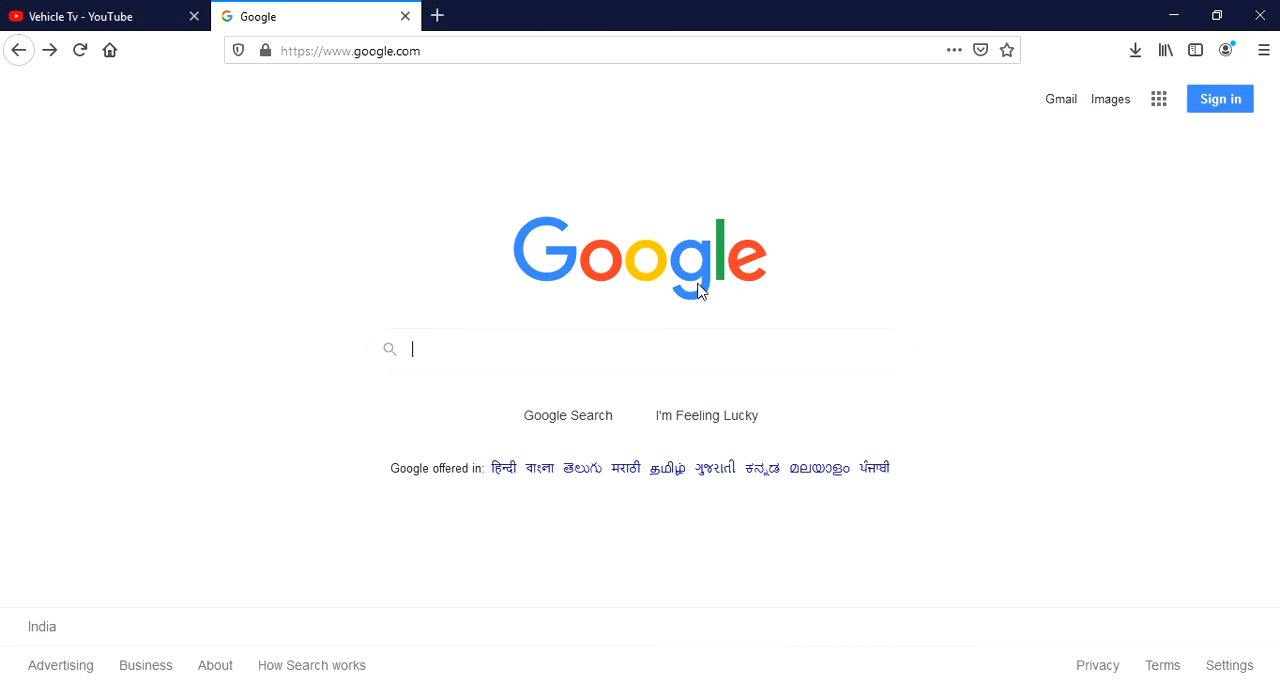 Vehicle Tv - YouTube
Google
https://www.google.com
Gmail Images Sign in
Google
Google Search I'm Feeling Lucky
Google offered in: हिन्दी বাংলা తెలుగు मराठी தமிழ் ગુજરાતી ಕನ್ನಡ മലയാളം ਪੰਜਾਬੀ
India
Advertising Business About How Search works Privacy Terms Settings